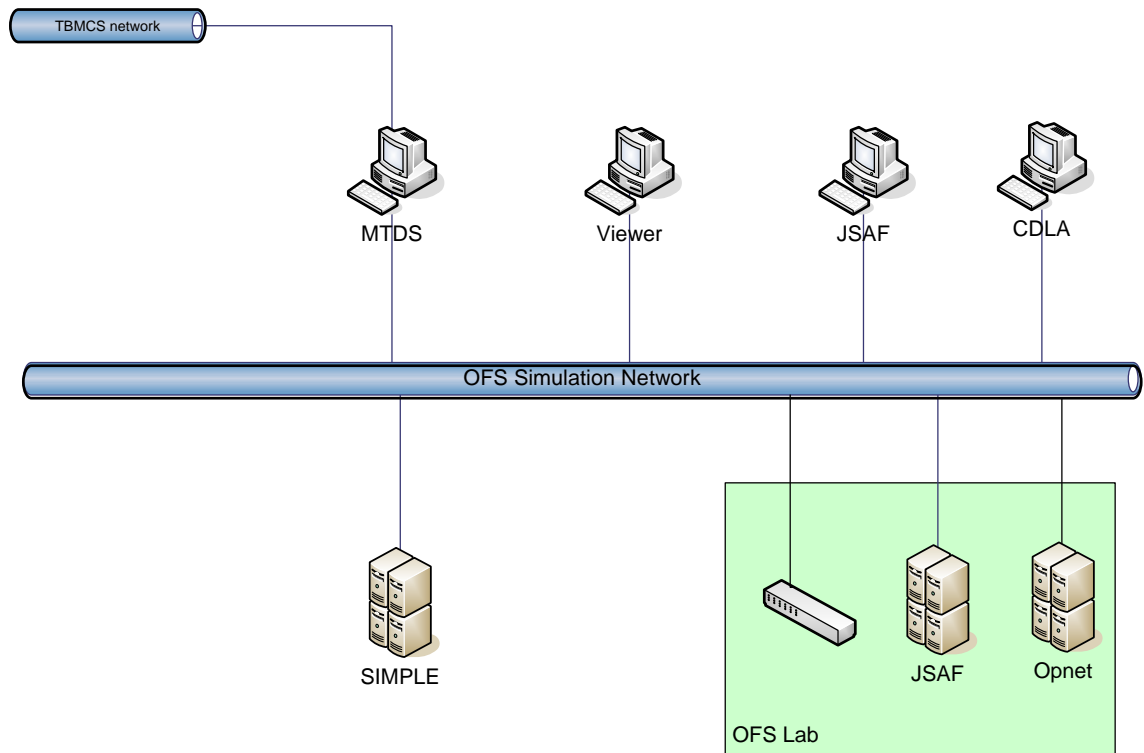 TBMCS network
MTDS
Viewer
JSAF
CDLA
OFS Simulation Network
SIMPLE
JSAF
Opnet
OFS Lab